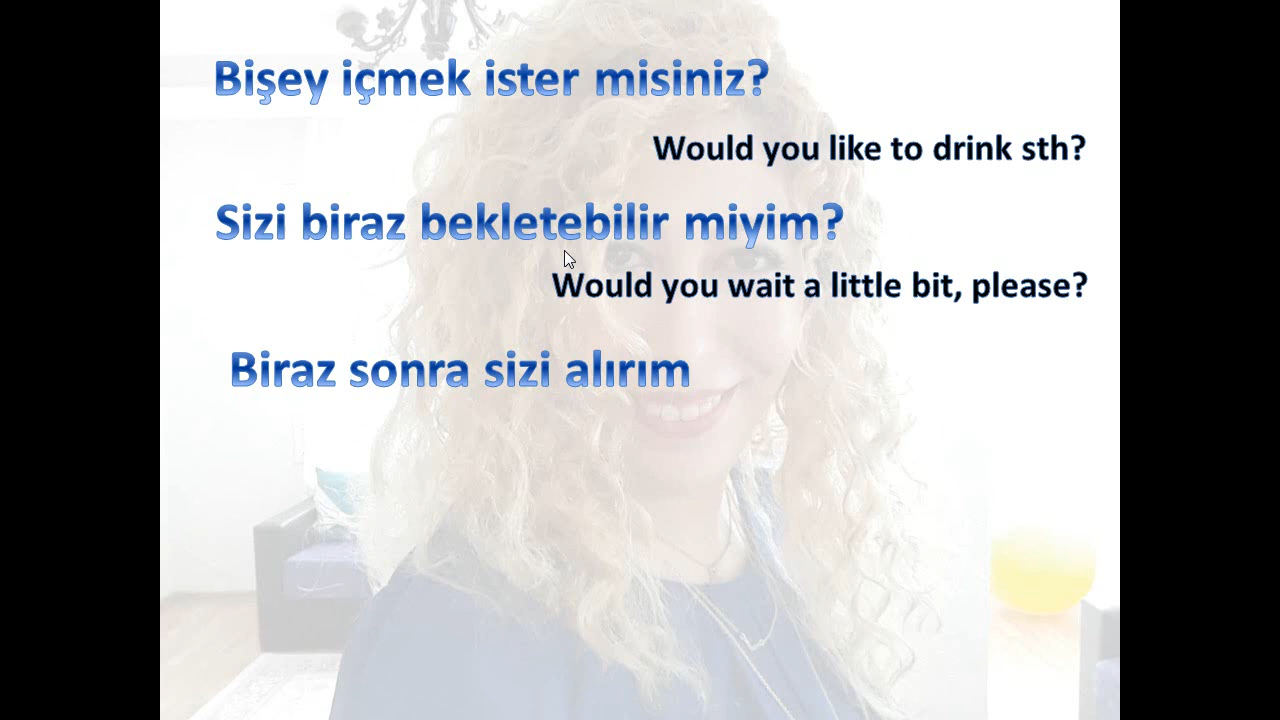 Bişey içmek ister misiniz?
Would you like to drink sth?
Sizi biraz bekletebilir miyim?
Would you wait a little bit, please?
Biraz sonra sizi alırım